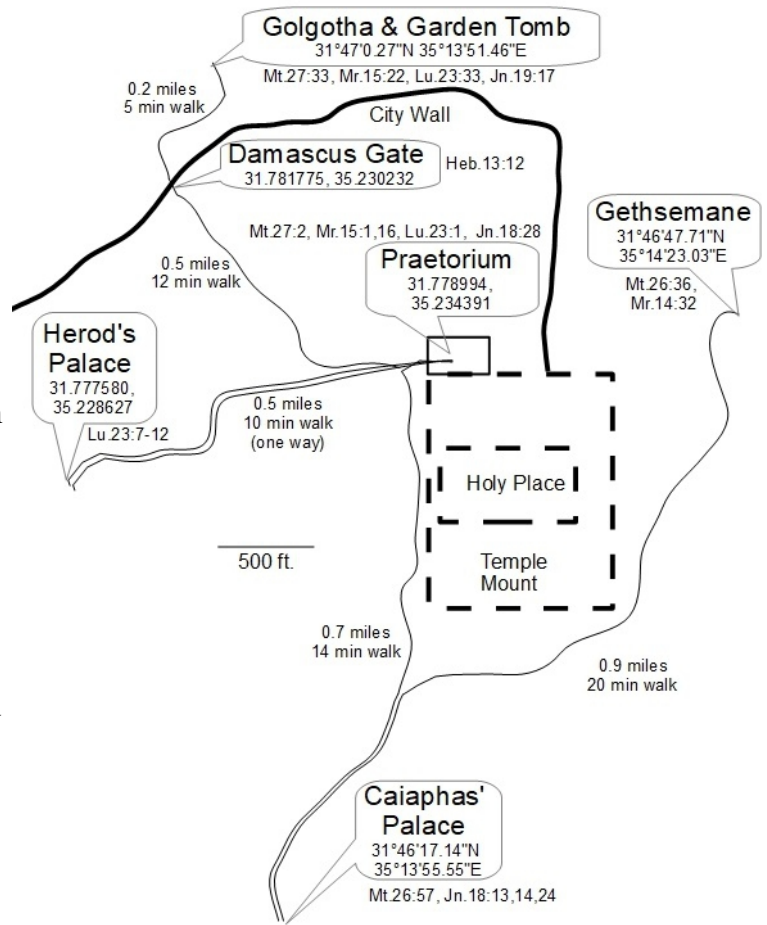 Golgotha & Garden Tomb
31°47'0.27"N 35°13'51.46"E
Mt.27:33, Mr.15:22, Lu.23:33, Jn.19:17
0.2 miles
5 min walk
City Wall
Damascus Gate
31.781775, 35.230232
Heb.13:12
Gethsemane
31°46'47.71"N
35°14'23.03"E
Mt.26:36,
Mr.14:32
Mt.27:2, Mr.15:1,16, Lu.23:1, Jn.18:28
Praetorium
31.778994,
35.234391
0.5 miles
12 min walk
Herod's
Palace
31.777580,
35.228627
Lu.23:7-12
0.5 miles
10 min walk
(one way)
Holy Place
500 ft.
Temple
Mount
0.7 miles
14 min walk
0.9 miles
20 min walk
Caiaphas'
Palace
31°46'17.14"N
35°13'55.55"E
Mt.26:57, Jn.18:13,14,24